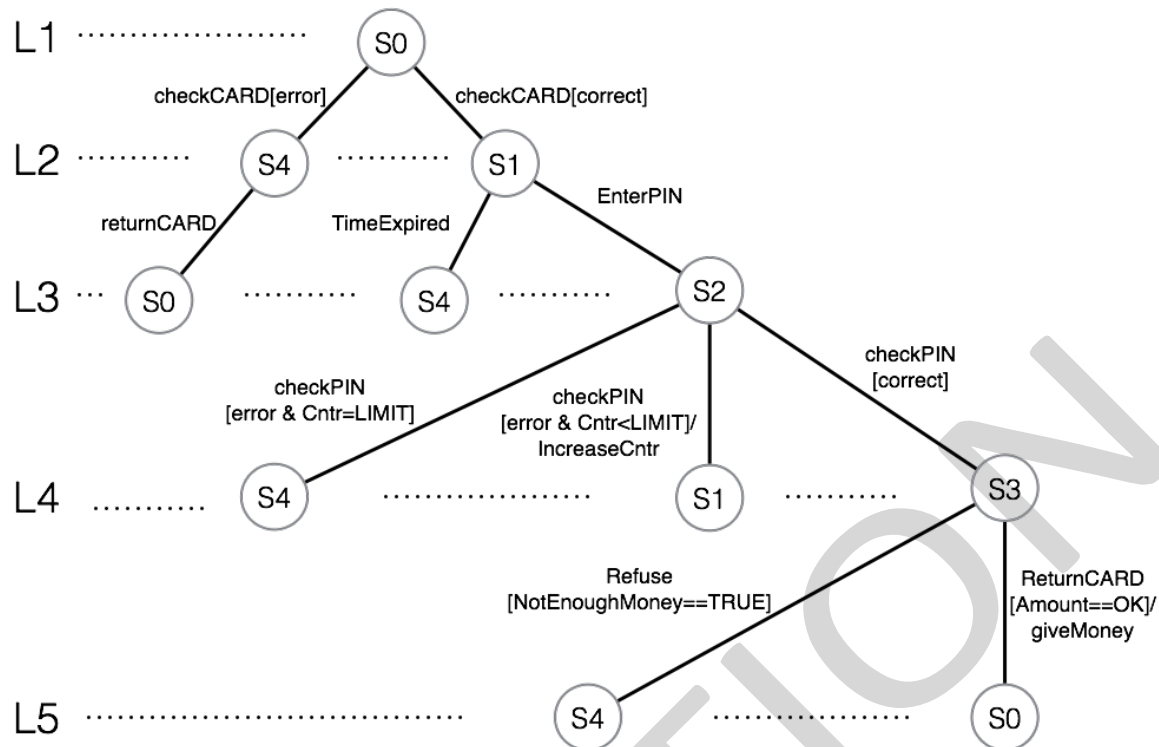 L1
S0
checkCARD[error]
checkCARD[correct]
L2
S4
S1
returnCARD
TimeExpired
EnterPIN
L3
S0
S4
S2
checkPIN
[error & Cntr=LIMIT]
checkPIN
[error & Cntr<LIMIT]/
IncreaseCntr
checkPIN
[correct]
L4
S4
S1
S3
Refuse
[NotEnoughMoney==TRUE]
ReturnCARD
[Amount==OK]/
giveMoney
L5
S4
S0
TION